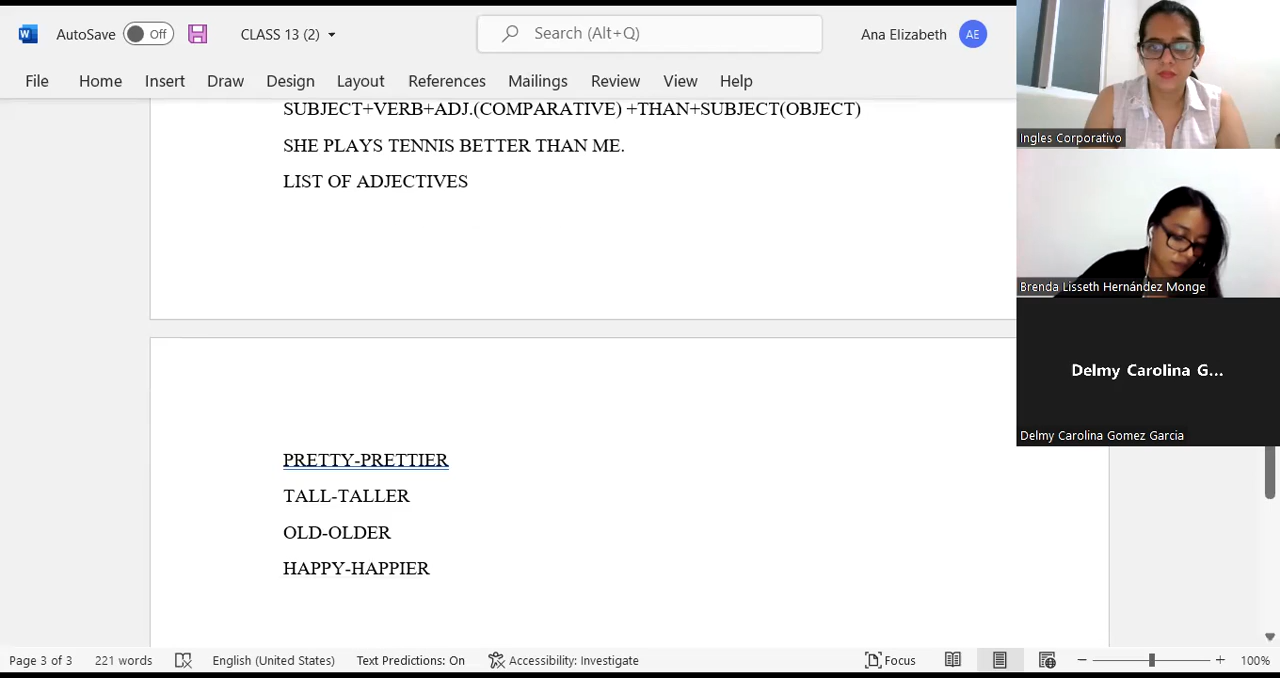 AutoSave Off CLASS 13 (2) Search (Alt+Q) Ana Elizabeth AE
File Home Insert Draw Design Layout References Mailings Review View Help
SUBJECT+VERB+ADJ.(COMPARATIVE) +THAN+SUBJECT(OBJECT)
SHE PLAYS TENNIS BETTER THAN ME.
LIST OF ADJECTIVES
PRETTY-PRETTIER
TALL-TALLER
OLD-OLDER
HAPPY-HAPPIER
Ingles Corporativo
Brenda Lisseth Hernández Monge
Delmy Carolina G...
Delmy Carolina Gomez Garcia
Page 3 of 3 221 words English (United States) Text Predictions: On Accessibility: Investigate Focus 100%